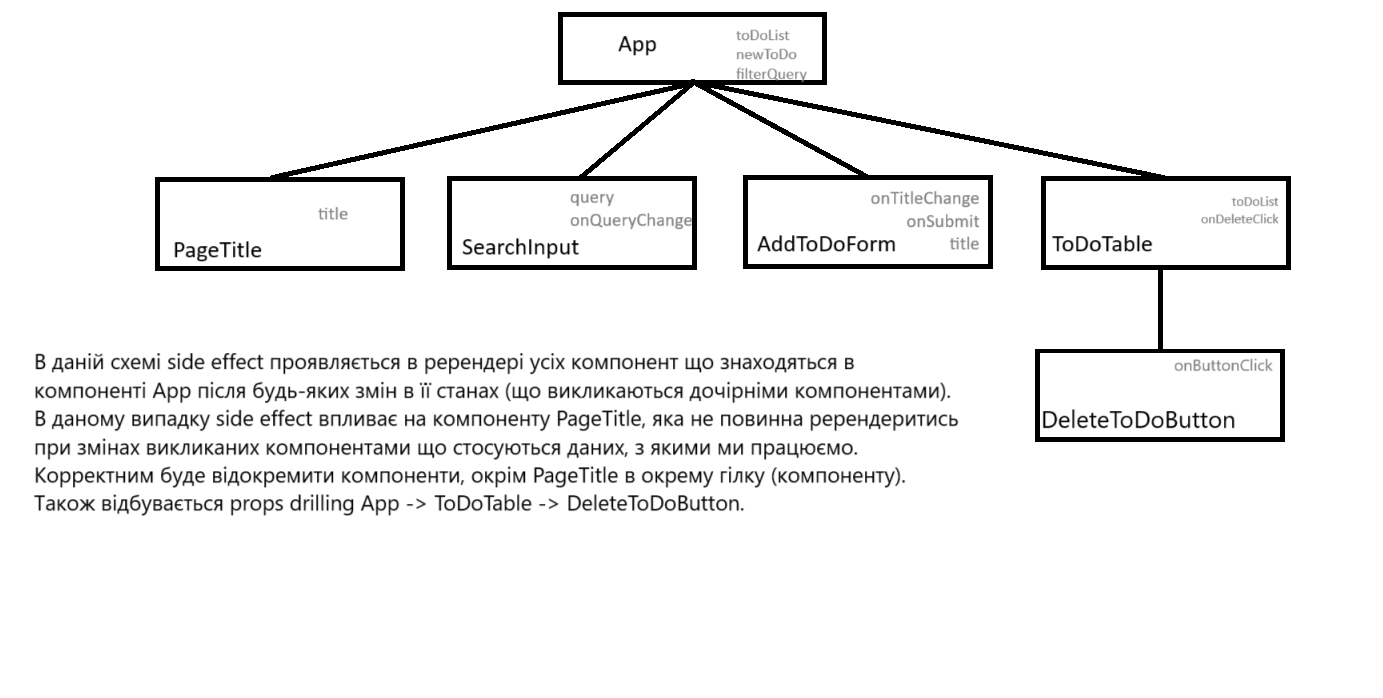 App
toDoList
newToDo
filterQuery
title
PageTitle
query
onQueryChange
SearchInput
onTitleChange
onSubmit
title
AddToDoForm
toDoList
onDeleteClick
ToDoTable
onButtonClick
DeleteToDoButton
В даній схемі side effect проявляється в ререндері усіх компонент що знаходяться в
компоненті App після будь-яких змін в її станах (що викликаються дочірніми компонентами).
В даному випадку side effect впливає на компоненту PageTitle, яка не повинна ререндеритись
при змінах викликаних компонентами що стосуються даних, з якими ми працюємо.
Корректним буде відокремити компоненти, окрім PageTitle в окрему гілку (компоненту).
Також відбувається props drilling App -> ToDoTable -> DeleteToDoButton.